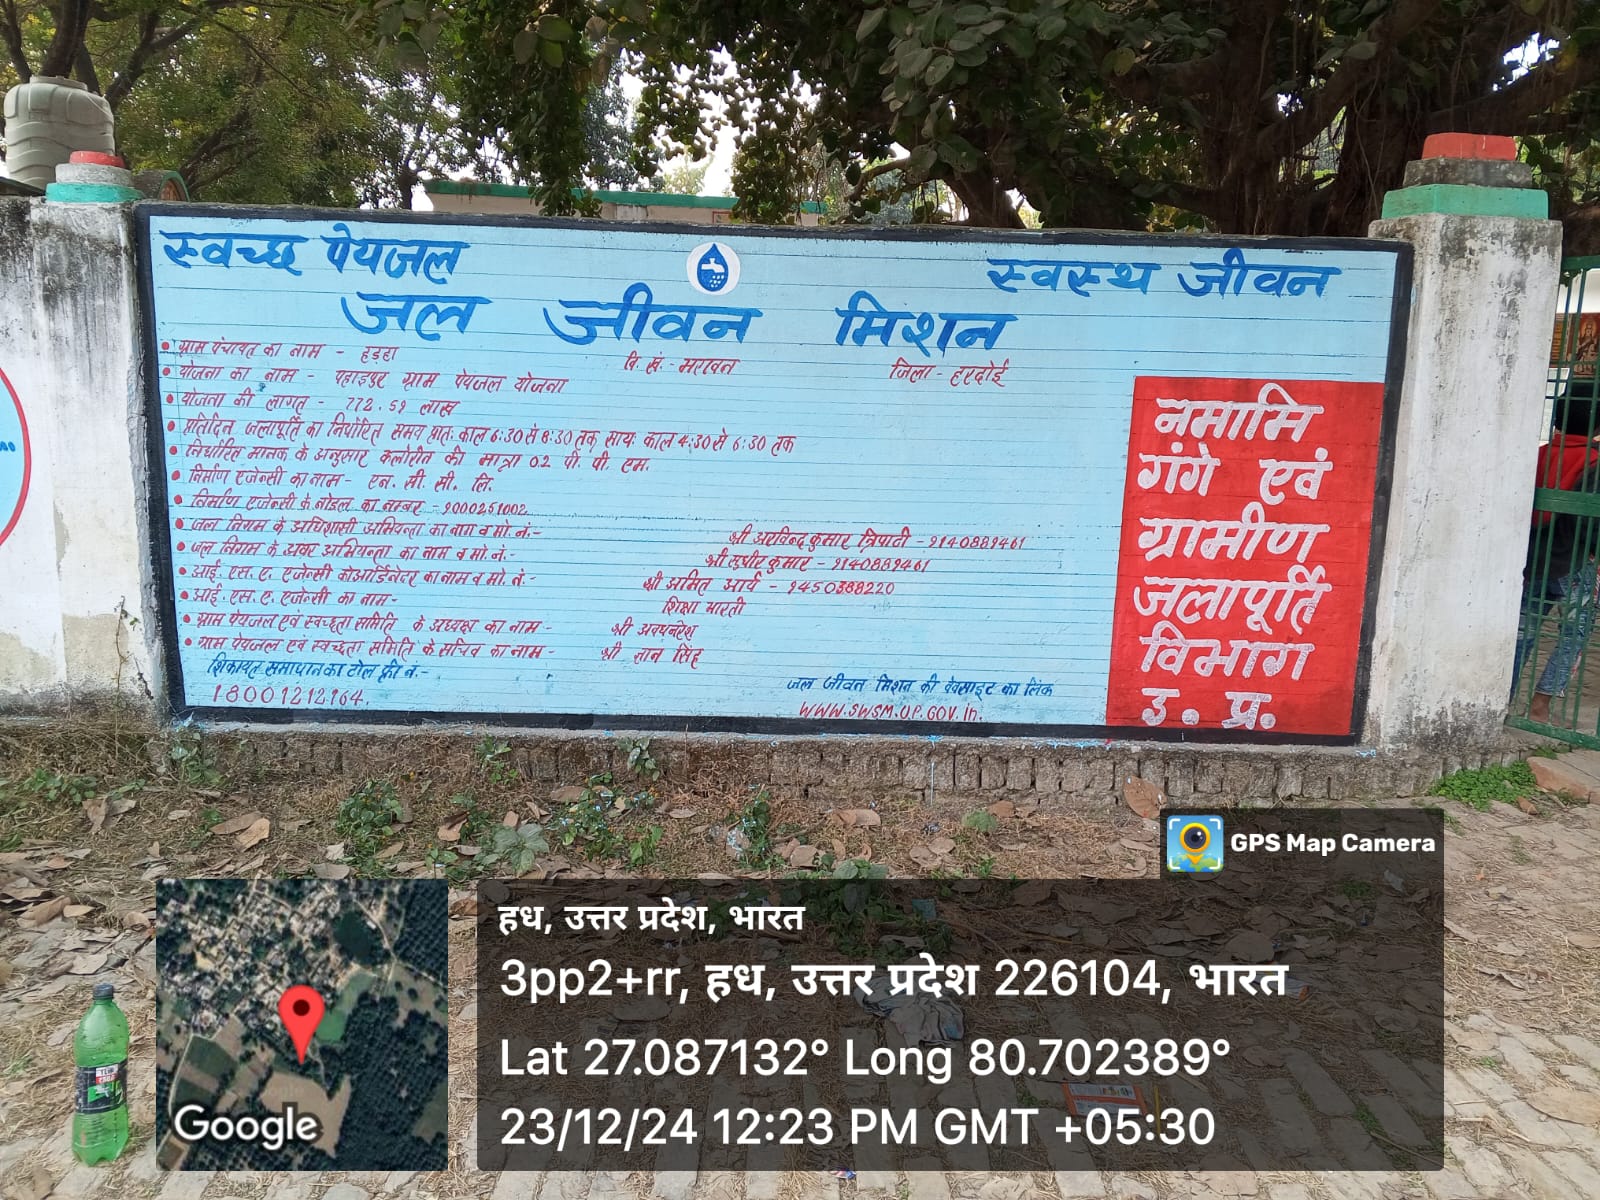 स्वच्छ पेयजल
स्वस्थ जीवन
जल जीवन मिशन
ग्राम पंचायत का नाम - हड़हा वि. खं. - भरावन जिला - हरदोई
योजना का नाम - पहाड़पुर ग्राम पेयजल योजना
योजना की लागत - 772.51 लाख
प्रतिदिन जलापूर्ति का निर्धारित समय प्रातः काल 6:30 से 8:30 तक सायः काल 4:30 से 6:30 तक
निर्धारित मानक के अनुसार क्लोरीन की मात्रा 02 पी. पी. एम.
निर्माण एजेन्सी का नाम - एन. सी. सी. लि.
निर्माण एजेन्सी के नोडल का नम्बर - 9000251002
जल निगम के अधिशासी अभियन्ता का नाम व मो. नं. - श्री अरविन्द कुमार त्रिपाठी - 9140889461
जल निगम के अवर अभियन्ता का नाम व मो. नं. - श्री सुधीर कुमार - 9140889461
आई. एस. ए. एजेन्सी कोआर्डिनेटर का नाम व मो. नं. - श्री अमित आर्य - 9450388220
आई. एस. ए. एजेन्सी का नाम - शिक्षा भारती
ग्राम पेयजल एवं स्वच्छता समिति के अध्यक्ष का नाम - श्री अवधनरेश
ग्राम पेयजल एवं स्वच्छता समिति के सचिव का नाम - श्री ज्ञान सिंह
शिकायत समाधान का टोल फ्री नं. -
18001212164.
जल जीवन मिशन की वेबसाइट का लिंक
WWW.SWSM.UP.GOV.in.
नमामि
गंगे एवं
ग्रामीण
जलापूर्ति
विभाग
उ. प्र.
GPS Map Camera
हध, उत्तर प्रदेश, भारत
3pp2+rr, हध, उत्तर प्रदेश 226104, भारत
Lat 27.087132° Long 80.702389°
23/12/24 12:23 PM GMT +05:30
Google